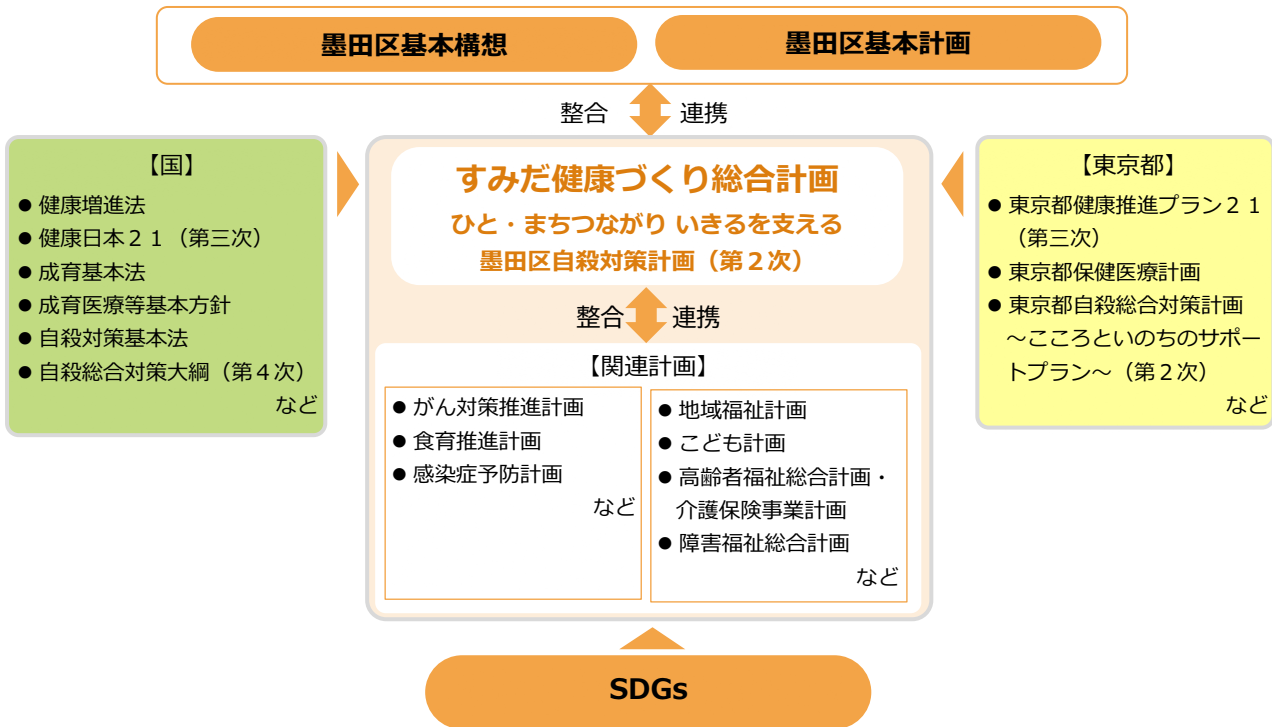 墨田区基本構想
墨田区基本計画
整合 連携
【国】
● 健康増進法
● 健康日本２１（第三次）
● 成育基本法
● 成育医療等基本方針
● 自殺対策基本法
● 自殺総合対策大綱（第４次）
など
すみだ健康づくり総合計画
ひと・まちつながり いきるを支える
墨田区自殺対策計画（第２次）
整合 連携
【関連計画】
● がん対策推進計画
● 食育推進計画
● 感染症予防計画
など
● 地域福祉計画
● こども計画
● 高齢者福祉総合計画・
介護保険事業計画
● 障害福祉総合計画
など
【東京都】
● 東京都健康推進プラン２１
（第三次）
● 東京都保健医療計画
● 東京都自殺総合対策計画
～こころといのちのサポー
トプラン～（第２次）
など
SDGs